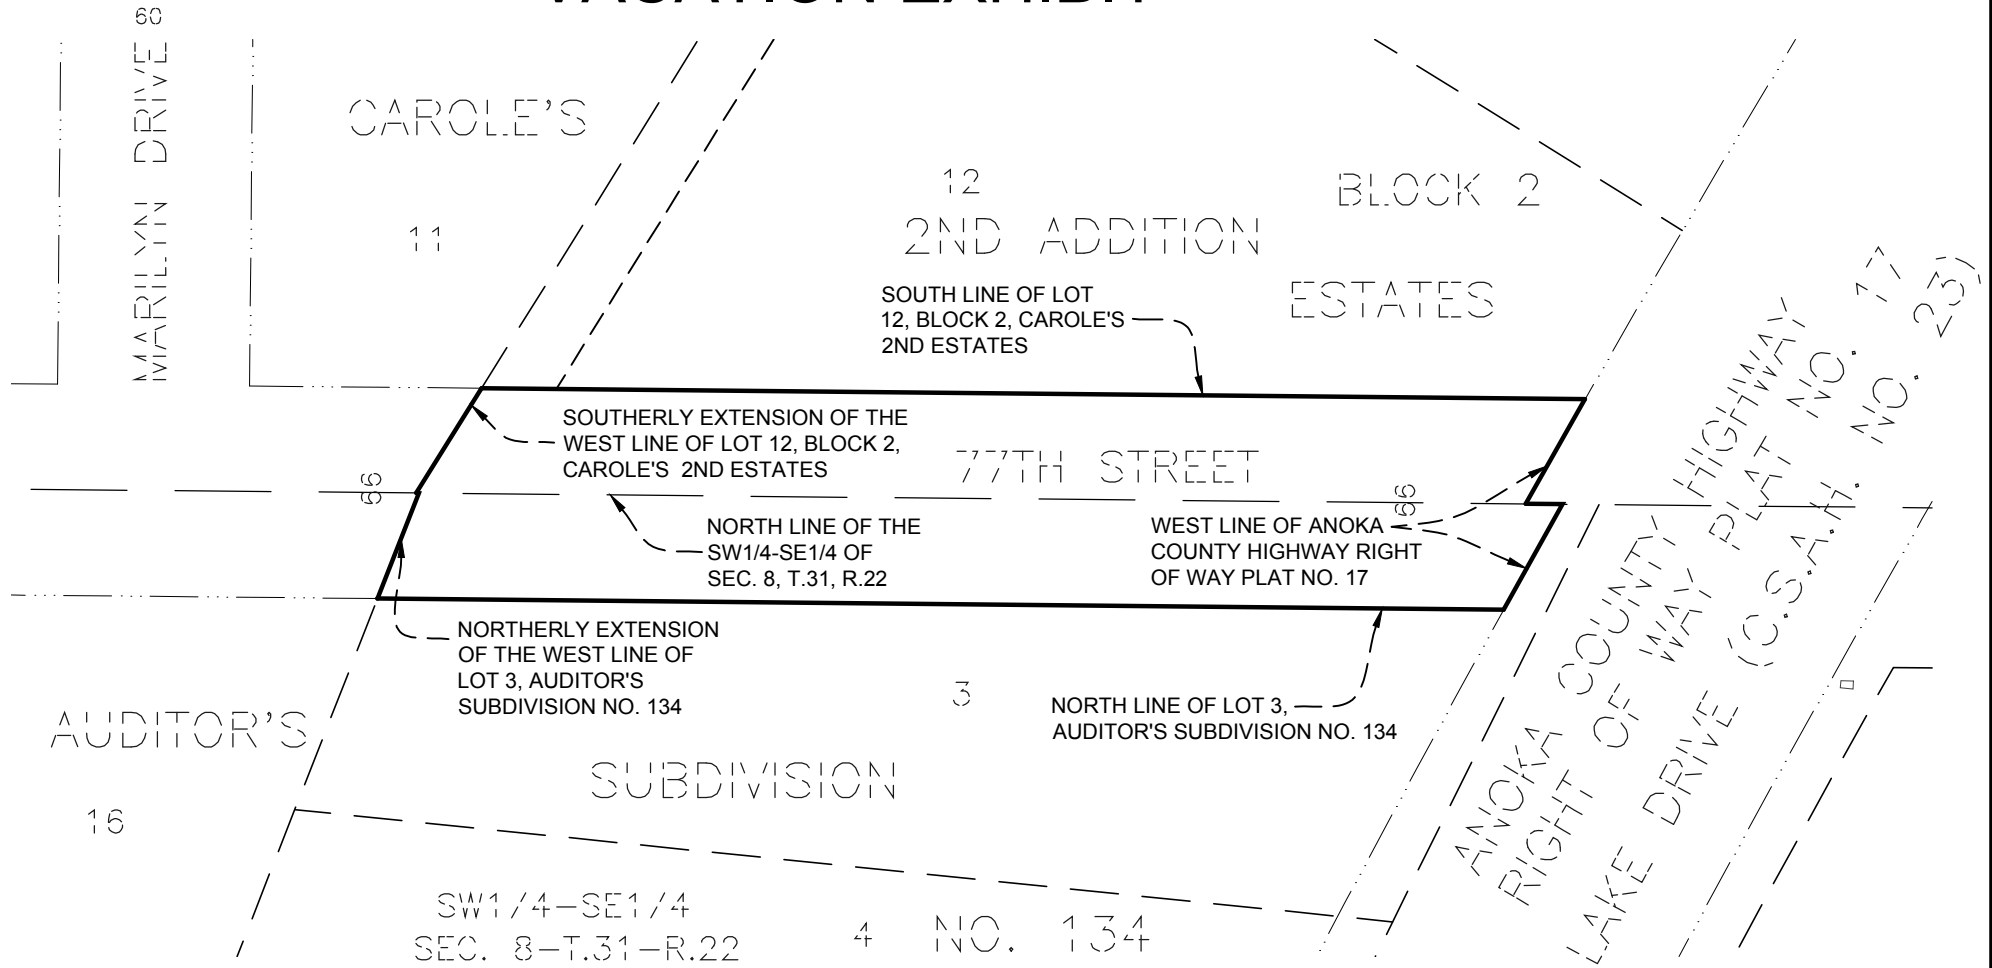 VACATION EXHIBIT
60
MARILYN DRIVE
CAROLE'S
11
12
2ND ADDITION
BLOCK 2
ESTATES
SOUTH LINE OF LOT
12, BLOCK 2, CAROLE'S
2ND ESTATES
SOUTHERLY EXTENSION OF THE
WEST LINE OF LOT 12, BLOCK 2,
CAROLE'S 2ND ESTATES
77TH STREET
66
66
NORTH LINE OF THE
SW1/4-SE1/4 OF
SEC. 8, T.31, R.22
WEST LINE OF ANOKA
COUNTY HIGHWAY RIGHT
OF WAY PLAT NO. 17
NORTHERLY EXTENSION
OF THE WEST LINE OF
LOT 3, AUDITOR'S
SUBDIVISION NO. 134
3
NORTH LINE OF LOT 3,
AUDITOR'S SUBDIVISION NO. 134
AUDITOR'S
16
SUBDIVISION
SW1/4-SE1/4
SEC. 8-T.31-R.22
4
NO. 134
ANOKA COUNTY HIGHWAY
RIGHT OF WAY PLAT NO. 17
LAKE DRIVE (C.S.A.H. NO. 23)